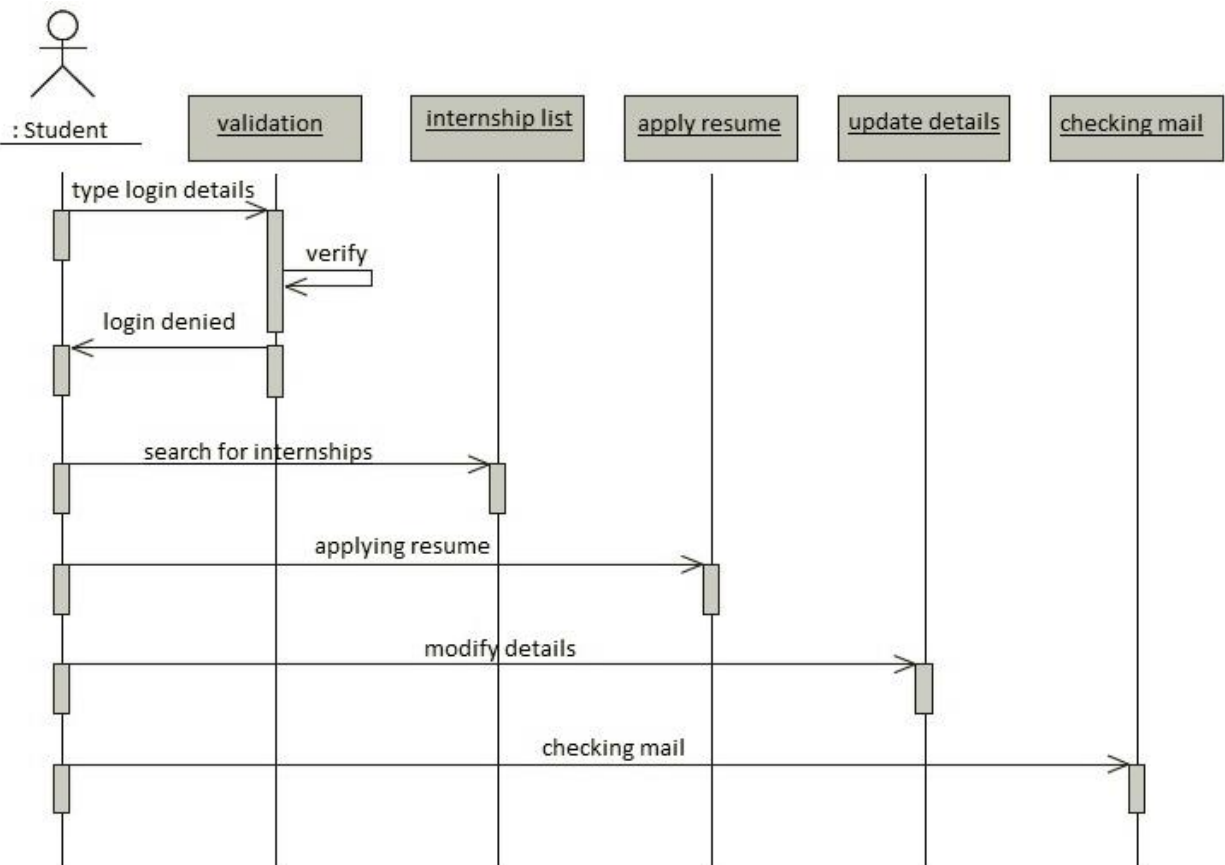 : Student
validation
internship list
apply resume
update details
checking mail
type login details
verify
login denied
search for internships
applying resume
modify details
checking mail